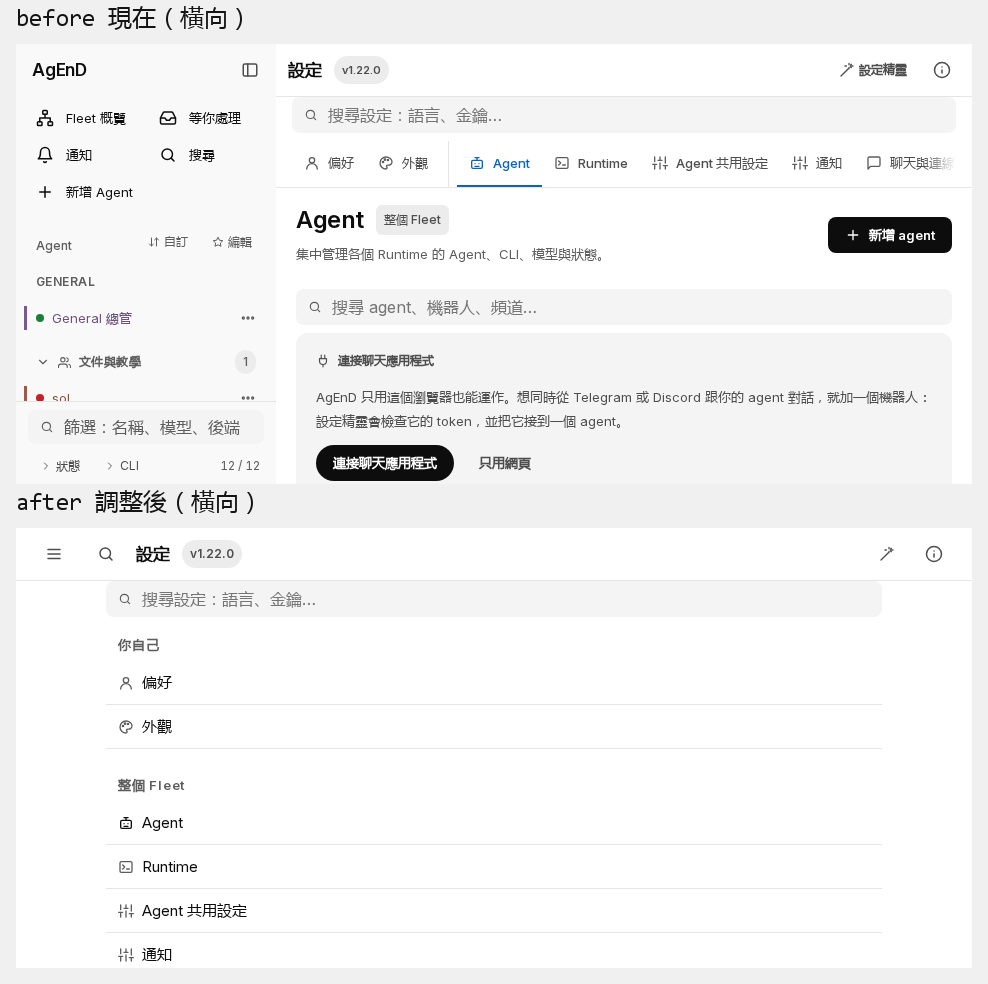 before 現在（橫向）
AgEnD
設定 v1.22.0 設定精靈
Fleet 概覽 等你處理
通知 搜尋
新增 Agent
Agent 自訂 編輯
GENERAL
General 總管
文件與教學 1
sol
篩選：名稱、模型、後端
狀態 CLI 12 / 12
搜尋設定：語言、金鑰...
偏好 外觀 Agent Runtime Agent 共用設定 通知 聊天與連線
Agent 整個 Fleet
集中管理各個 Runtime 的 Agent、CLI、模型與狀態。
新增 agent
搜尋 agent、機器人、頻道...
連接聊天應用程式
AgEnD 只用這個瀏覽器也能運作。想同時從 Telegram 或 Discord 跟你的 agent 對話，就加一個機器人：
設定精靈會檢查它的 token，並把它接到一個 agent。
連接聊天應用程式 只用網頁
after 調整後（橫向）
設定 v1.22.0
搜尋設定：語言、金鑰...
你自己
偏好
外觀
整個 Fleet
Agent
Runtime
Agent 共用設定
通知